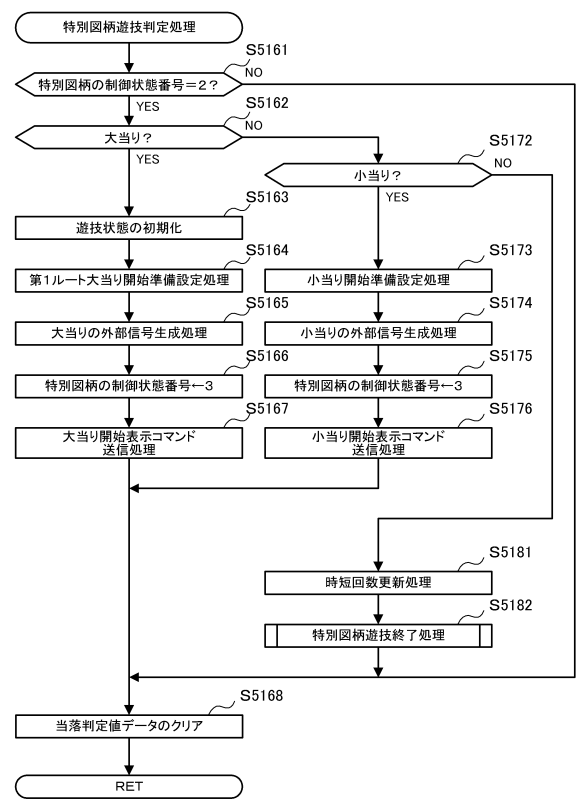 特別図柄遊技判定処理
S5161
特別図柄の制御状態番号＝2？
NO
YES
S5162
大当り？
NO
YES
S5172
小当り？
NO
YES
S5163
遊技状態の初期化
S5164
第1ルート大当り開始準備設定処理
S5173
小当り開始準備設定処理
S5165
大当りの外部信号生成処理
S5174
小当りの外部信号生成処理
S5166
特別図柄の制御状態番号←3
S5175
特別図柄の制御状態番号←3
S5167
大当り開始表示コマンド
送信処理
S5176
小当り開始表示コマンド
送信処理
S5181
時短回数更新処理
S5182
特別図柄遊技終了処理
S5168
当落判定値データのクリア
RET